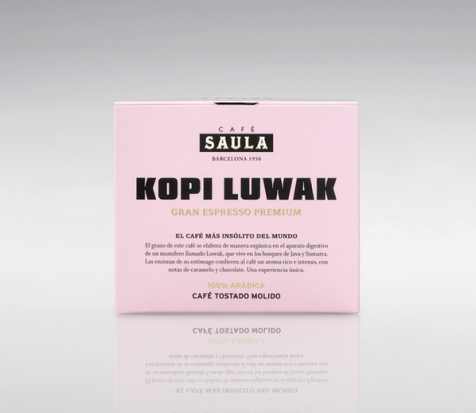 CAFÉ
SAULA
BARCELONA 1950
KOPI LUWAK
GRAN ESPRESSO PREMIUM
EL CAFÉ MÁS INSÓLITO DEL MUNDO
El grano de este café se elabora de manera orgánica en el aparato digestivo
de un mamífero llamado Luwak, que vive en los bosques de Java y Sumatra.
Las enzimas de su estómago confieren al café un aroma rico e intenso, con
notas de caramelo y chocolate. Una experiencia única.
100% ARÁBICA
CAFÉ TOSTADO MOLIDO